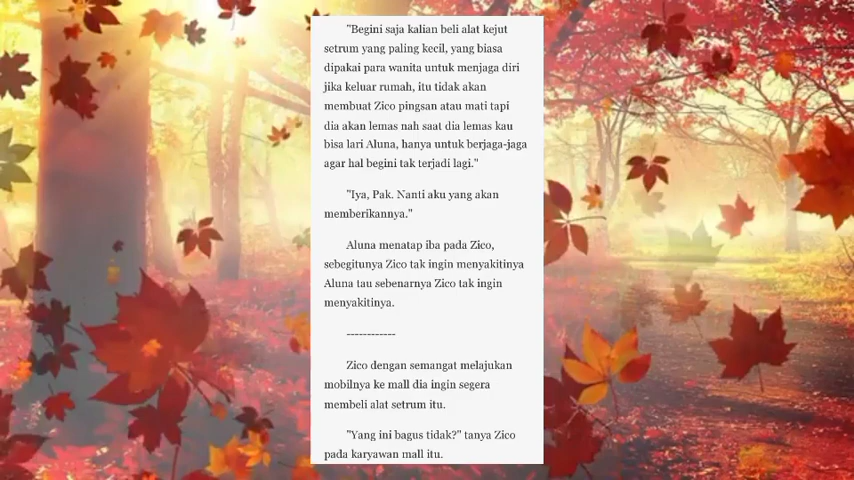 "Begini saja kalian beli alat kejut
setrum yang paling kecil, yang biasa
dipakai para wanita untuk menjaga diri
jika keluar rumah, itu tidak akan
membuat Zico pingsan atau mati tapi
dia akan lemas nah saat dia lemas kau
bisa lari Aluna, hanya untuk berjaga-jaga
agar hal begini tak terjadi lagi."
"Iya, Pak. Nanti aku yang akan
memberikannya."
Aluna menatap iba pada Zico,
sebegitunya Zico tak ingin menyakitinya
Aluna tau sebenarnya Zico tak ingin
menyakitinya.
------------
Zico dengan semangat melajukan
mobilnya ke mall dia ingin segera
membeli alat setrum itu.
"Yang ini bagus tidak?" tanya Zico
pada karyawan mall itu.